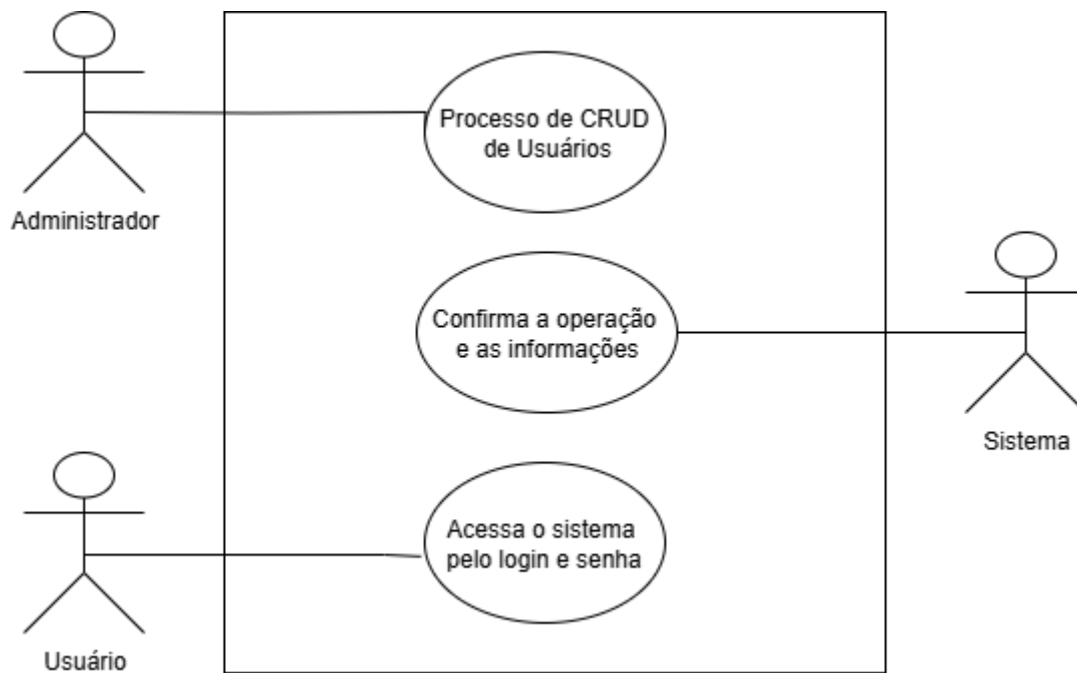 Processo de CRUD
de Usuários
Administrador
Confirma a operação
e as informações
Sistema
Acessa o sistema
pelo login e senha
Usuário